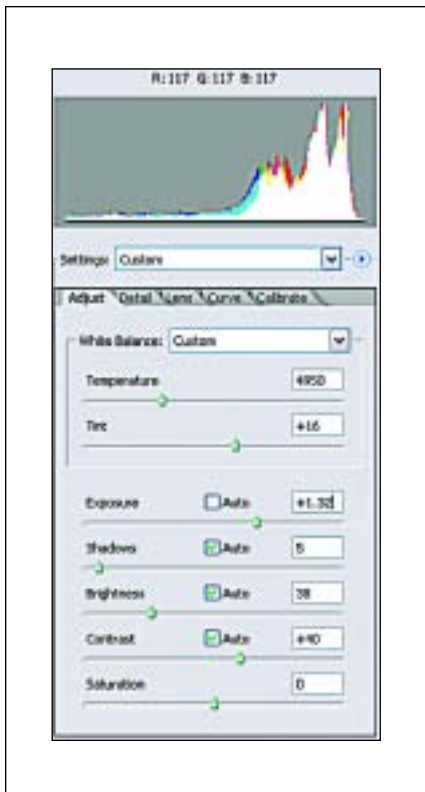 R:117 G:117 B:117
Settings: Custom
Adjust Detail Lens Curve Calibrate
White Balance: Custom
Temperature 4950
Tint +16
Exposure Auto +1.32
Shadows Auto 5
Brightness Auto 38
Contrast Auto +40
Saturation 0